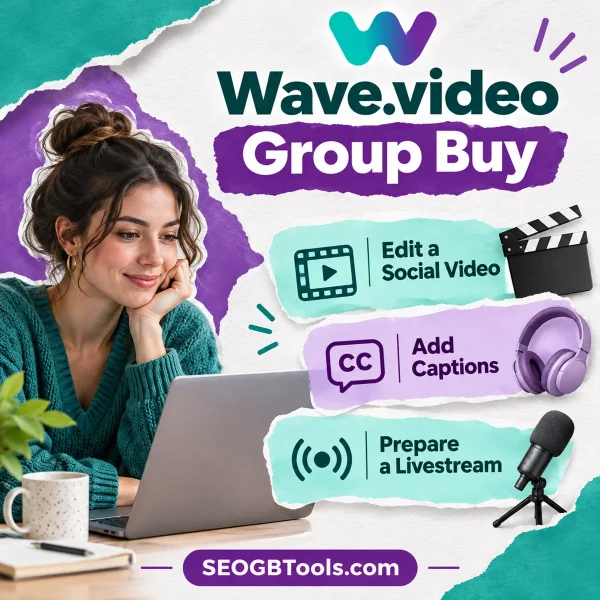 Wave.video
Group Buy
Edit a
Social Video
CC
Add
Captions
Prepare
a Livestream
SEOGBTools.com